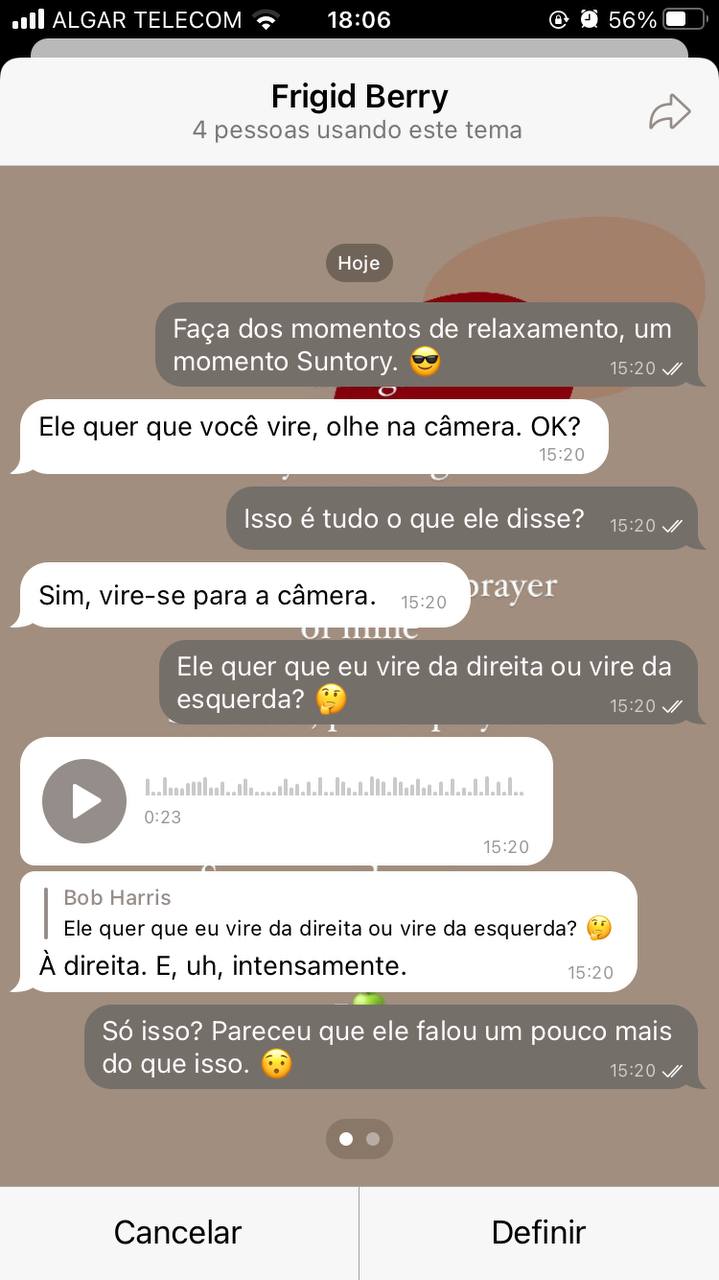 ALGAR TELECOM 18:06 56%
Frigid Berry
4 pessoas usando este tema
Hoje
Faça dos momentos de relaxamento, um
momento Suntory. 😎
15:20
Ele quer que você vire, olhe na câmera. OK?
15:20
Isso é tudo o que ele disse? 15:20
Sim, vire-se para a câmera. 15:20
prayer
of mine
Ele quer que eu vire da direita ou vire da
esquerda? 🤔 15:20
0:23
15:20
Bob Harris
Ele quer que eu vire da direita ou vire da esquerda? 🤔
À direita. E, uh, intensamente. 15:20
Só isso? Pareceu que ele falou um pouco mais
do que isso. 😯 15:20
Cancelar Definir